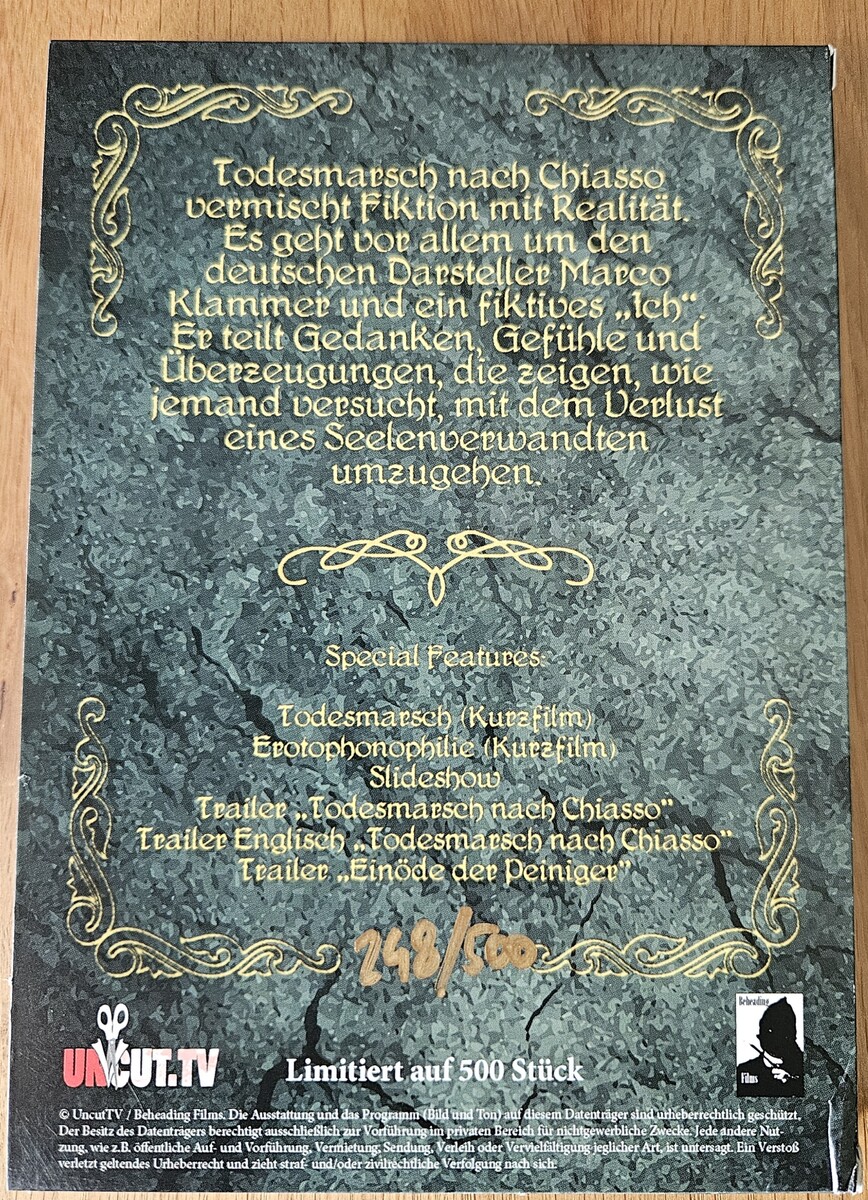 Todesmarsch nach Chiasso
vermischt Fiktion mit Realität.
Es geht vor allem um den
deutschen Darsteller Marco
Klammer und ein fiktives „Ich“.
Er teilt Gedanken, Gefühle und
Überzeugungen, die zeigen, wie
jemand versucht, mit dem Verlust
eines Seelenverwandten
umzugehen.
Special Features:
Todesmarsch (Kurzfilm)
Erotophonophilie (Kurzfilm)
Slideshow
Trailer „Todesmarsch nach Chiasso”
Trailer Englisch „Todesmarsch nach Chiasso”
Trailer „Einöde der Peiniger”
248/500
Beheading
Films
UNCUT.TV
Limitiert auf 500 Stück
© UncutTV / Beheading Films. Die Ausstattung und das Programm (Bild und Ton) auf diesem Datenträger sind urheberrechtlich geschützt.
Der Besitz des Datenträgers berechtigt ausschließlich zur Vorführung im privaten Bereich für nichtgewerbliche Zwecke. Jede andere Nut-
zung, wie z.B. öffentliche Auf- und Vorführung, Vermietung, Sendung, Verleih oder Vervielfältigung jeglicher Art, ist untersagt. Ein Verstoß
verletzt geltendes Urheberrecht und zieht straf- und/oder zivilrechtliche Verfolgung nach sich.